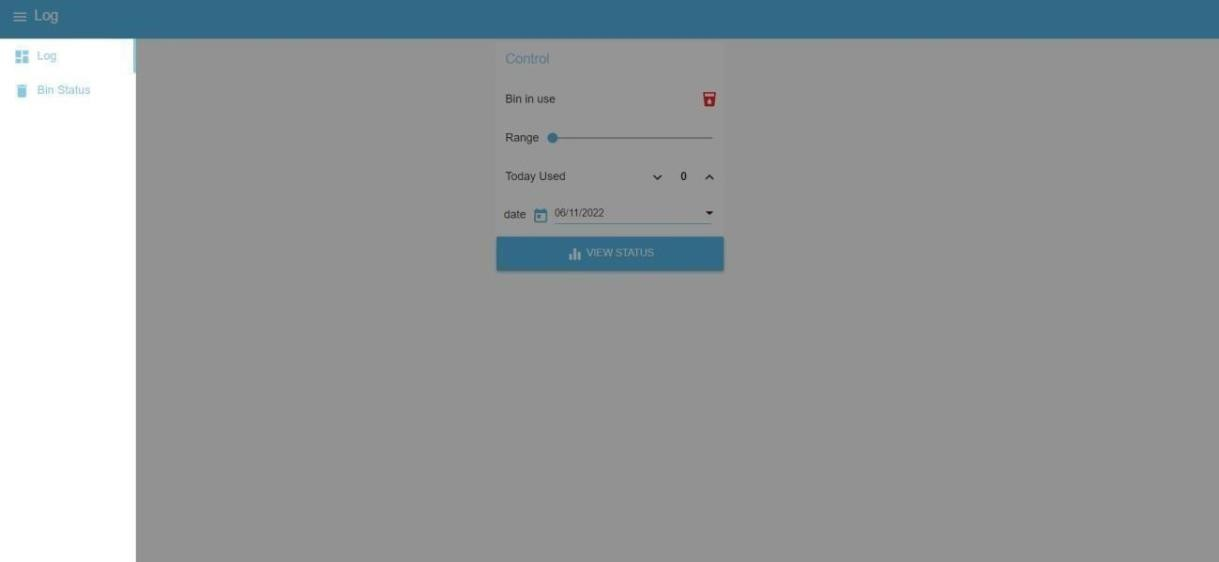 Log
Log
Bin Status
Control
Bin in use
Range
Today Used 0
date 06/11/2022
VIEW STATUS